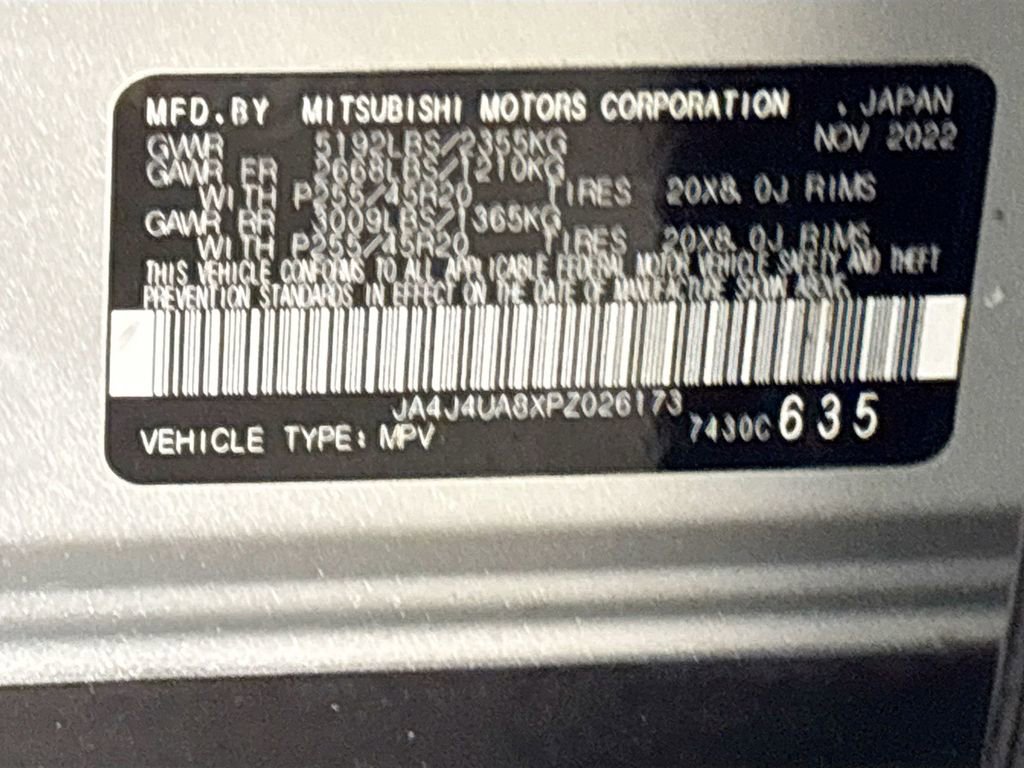 MFD.BY MITSUBISHI MOTORS CORPORATION , JAPAN
GVWR 5192LBS/2355KG NOV 2022
GAWR FR 2668LBS/1210KG
WITH P255/45R20 TIRES 20X8.0J RIMS
GAWR RR 3009LBS/1365KG
WITH P255/45R20 TIRES 20X8.0J RIMS
THIS VEHICLE CONFORMS TO ALL APPLICABLE FEDERAL MOTOR VEHICLE SAFETY AND THEFT
PREVENTION STANDARDS IN EFFECT ON THE DATE OF MANUFACTURE SHOWN ABOVE.
JA4J4UA8XPZ026173
VEHICLE TYPE: MPV 7430C 635